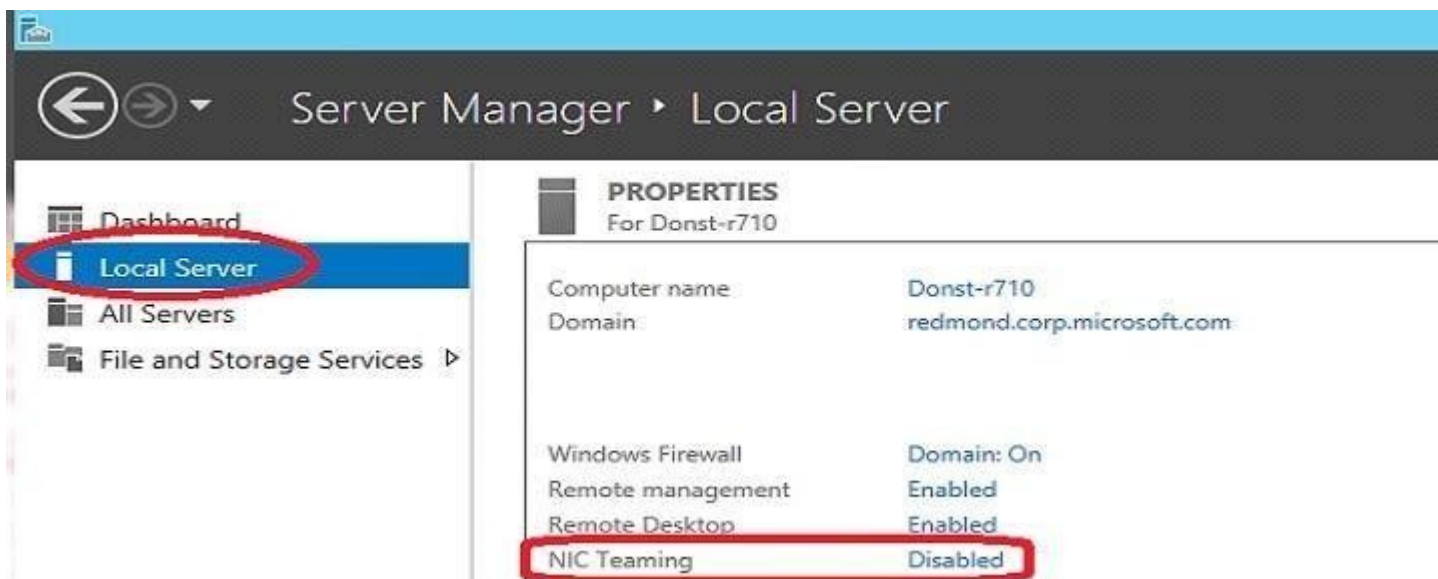 Server Manager ‣ Local Server
Dashboard
Local Server
All Servers
File and Storage Services
PROPERTIES
For Donst-r710
Computer name Donst-r710
Domain redmond.corp.microsoft.com
Windows Firewall Domain: On
Remote management Enabled
Remote Desktop Enabled
NIC Teaming Disabled